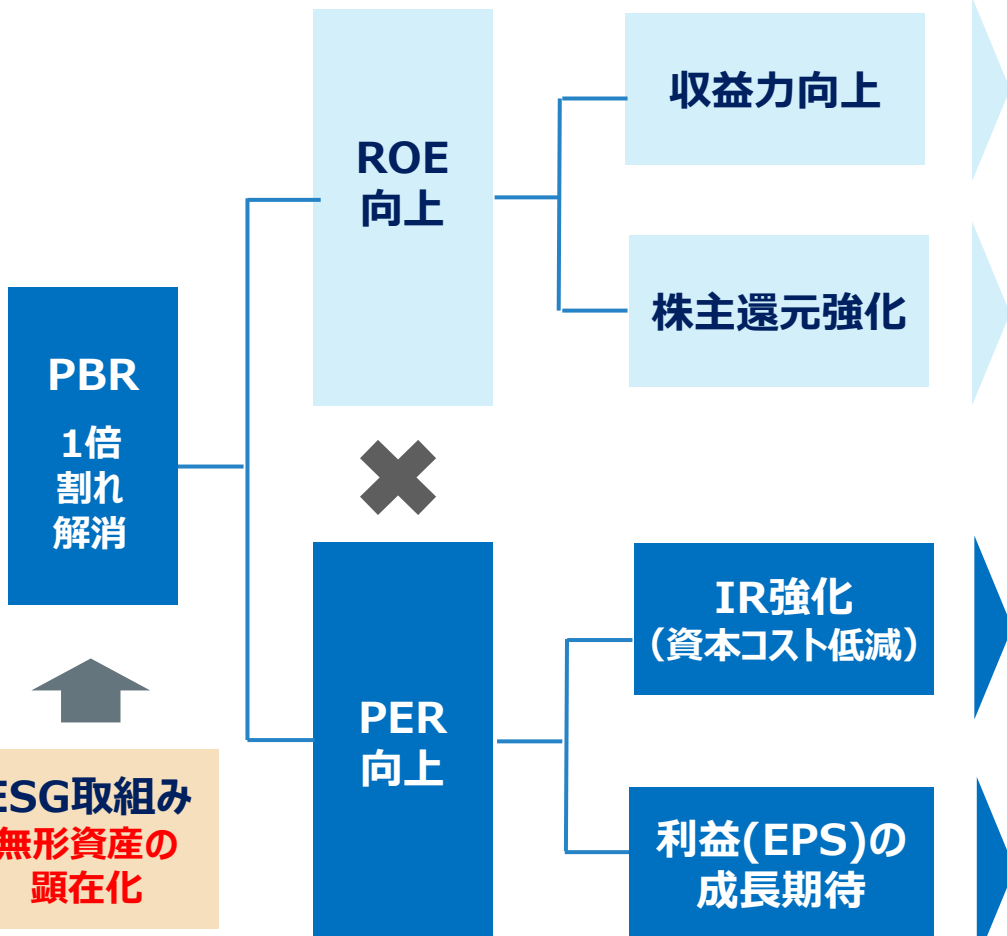 収益力向上
ROE
向上
株主還元強化
PBR
1倍
割れ
解消
IR強化
（資本コスト低減）
PER
向上
ESG取組み
無形資産の
顕在化
利益(EPS)の
成長期待